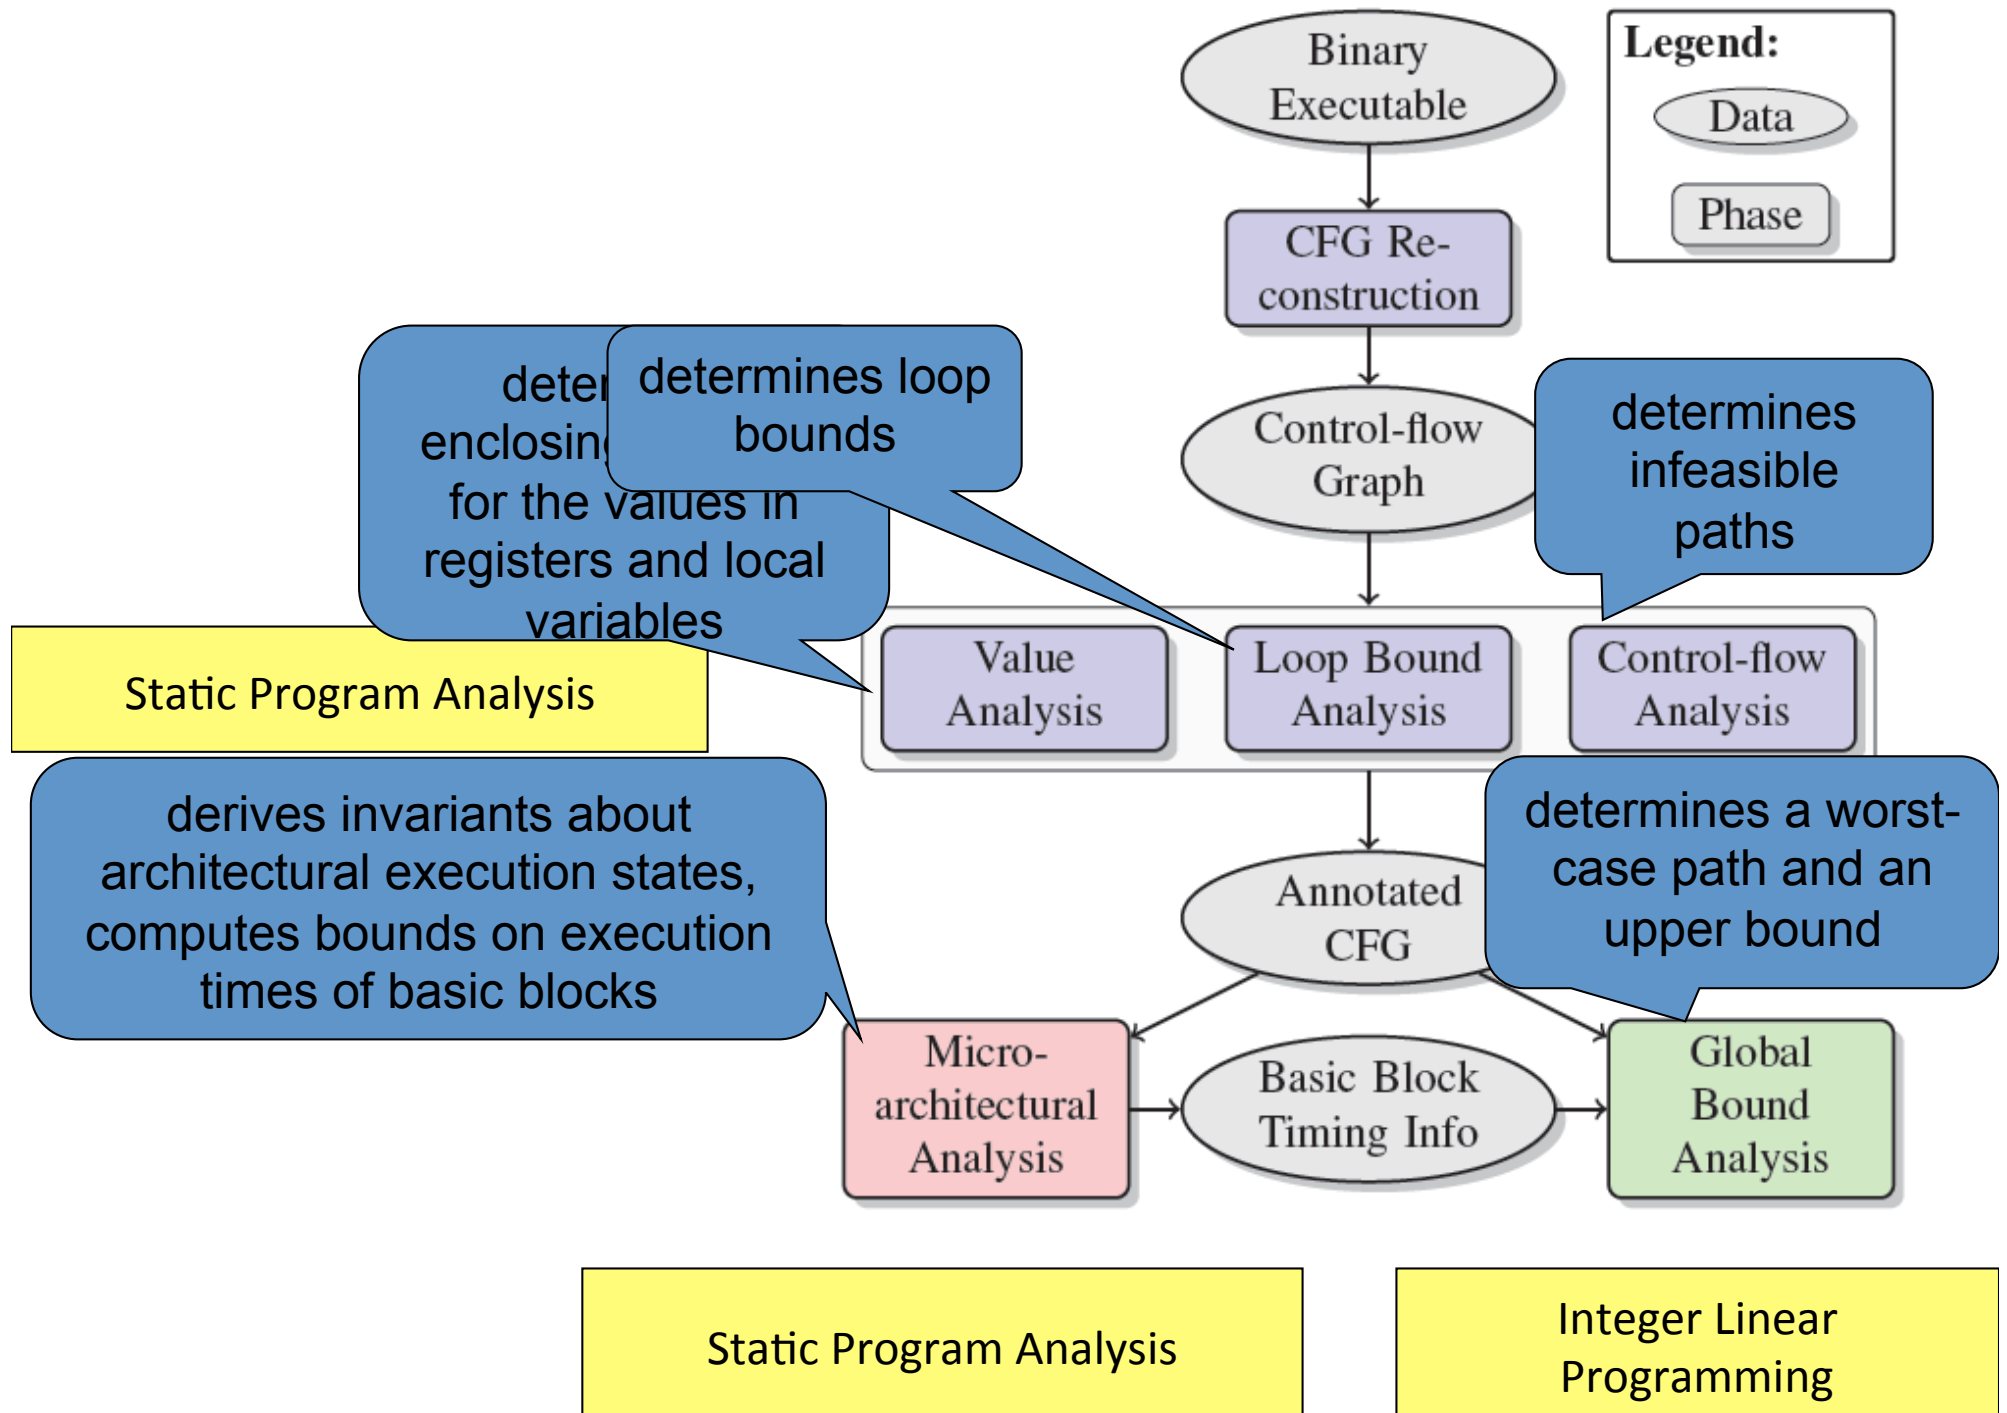 Binary
Executable
Legend:
Data
Phase
CFG Re-
construction
enclosing
for the values in
registers and local
variables
determines loop
bounds
Control-flow
Graph
determines
infeasible
paths
Static Program Analysis
Value
Analysis
Loop Bound
Analysis
Control-flow
Analysis
derives invariants about
architectural execution states,
computes bounds on execution
times of basic blocks
Annotated
CFG
determines a worst-
case path and an
upper bound
Micro-
architectural
Analysis
Basic Block
Timing Info
Global
Bound
Analysis
Static Program Analysis
Integer Linear
Programming